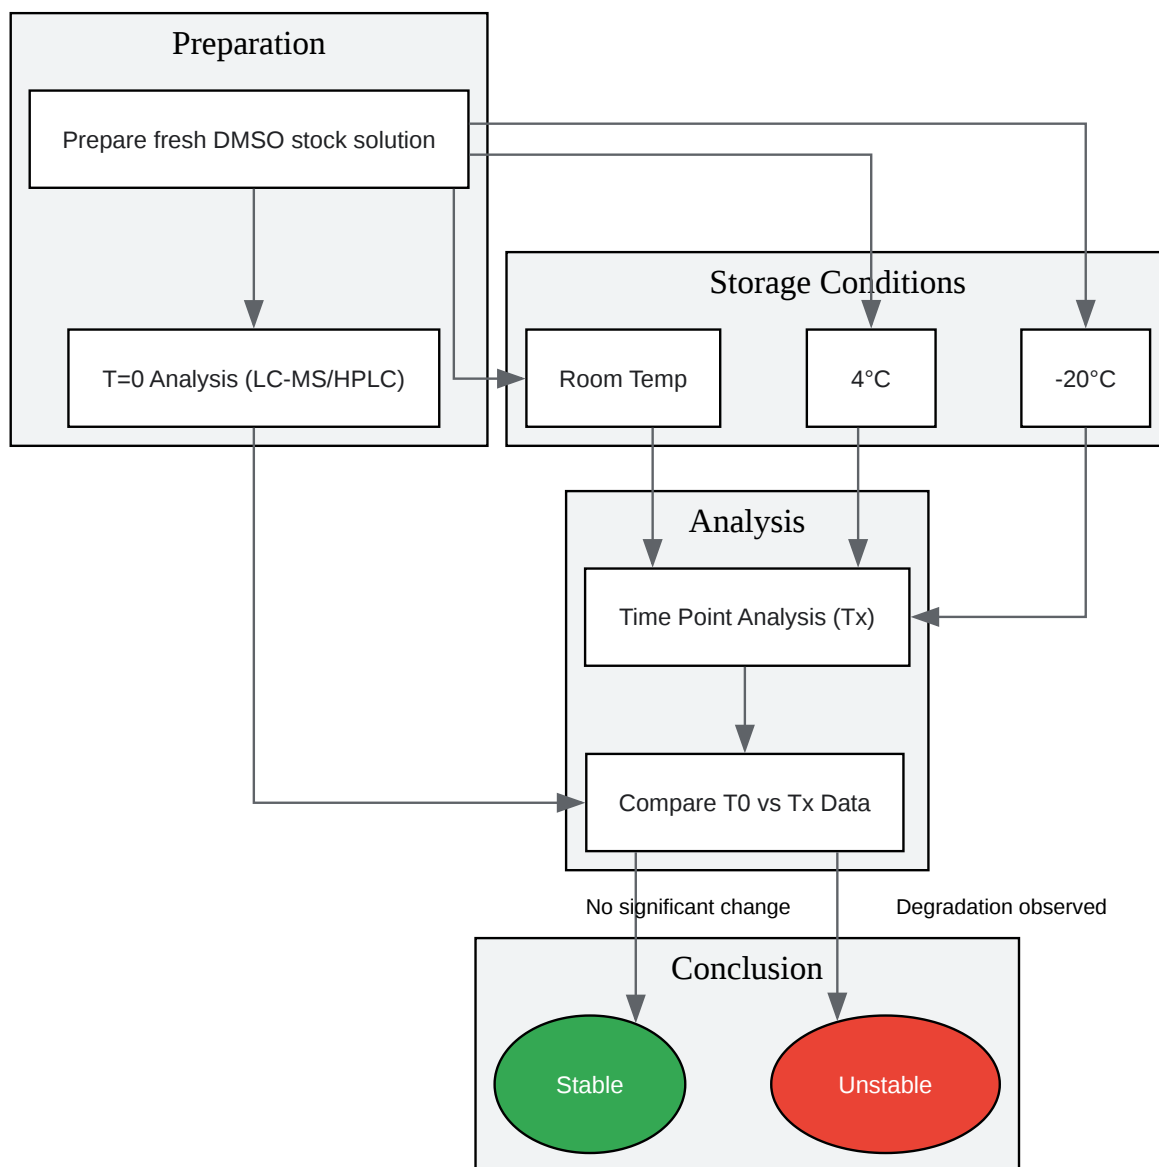 Preparation
Prepare fresh DMSO stock solution
T=0 Analysis (LC-MS/HPLC)
Storage Conditions
Room Temp
4°C
-20°C
Analysis
Time Point Analysis (Tx)
Compare T0 vs Tx Data
No significant change
Degradation observed
Conclusion
Stable
Unstable